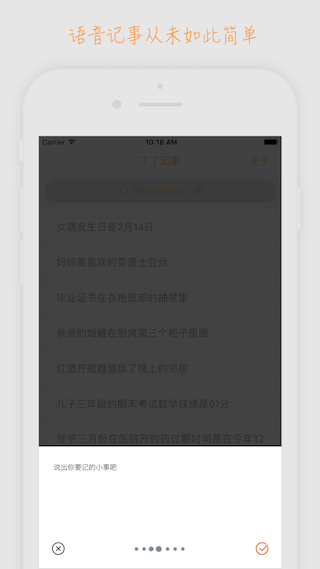 语音记事从未如此简单
Carrier 10:18 AM
丁丁记事 关于
女朋友生日是2月14日
妈妈最喜欢的菜是土豆丝
毕业证书在衣柜底部的抽屉里
爸爸的烟藏在厨房第三个柜子里面
红酒开瓶器借给了楼上的邻居
儿子三年级的期末考试数学成绩是61分
爷爷三月份在医院开的药过期时间是在今年12
说出你要记的小事吧